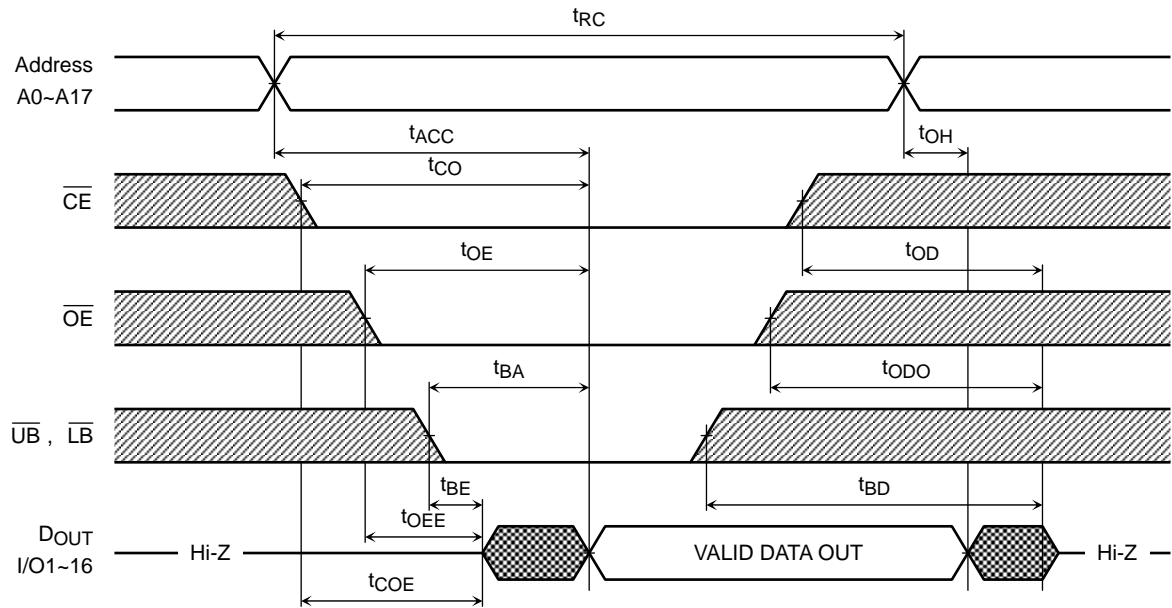 tRC
Address
A0~A17
tACC
tOH
tCO
CE
tOE
tOD
OE
tBA
tODO
UB , LB
tBE
tBD
tOEE
DOUT
I/O1~16
Hi-Z
VALID DATA OUT
Hi-Z
tCOE